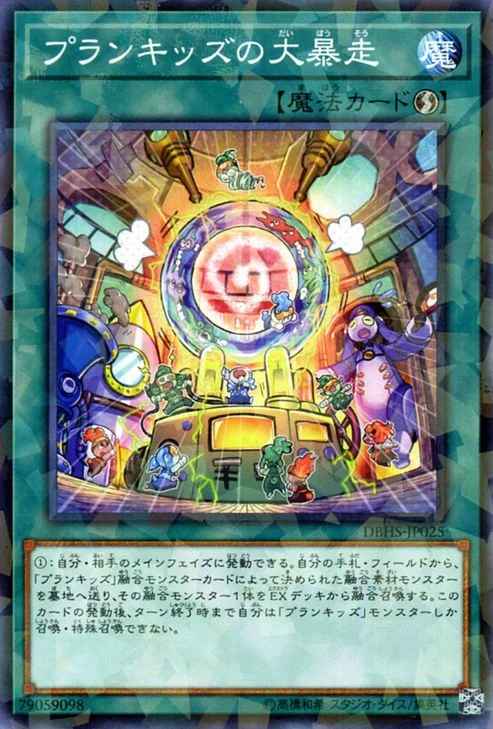 プランキッズの大暴走
魔
【魔法カード】
DBHS-JP025
①：自分・相手のメインフェイズに発動できる。自分の手札・フィールドから、
「プランキッズ」融合モンスターカードによって決められた融合素材モンスター
を墓地へ送り、その融合モンスター１体をEXデッキから融合召喚する。この
カードの発動後、ターン終了時まで自分は「プランキッズ」モンスターしか
召喚・特殊召喚できない。
79059098
©高橋和希 スタジオ・ダイス/集英社